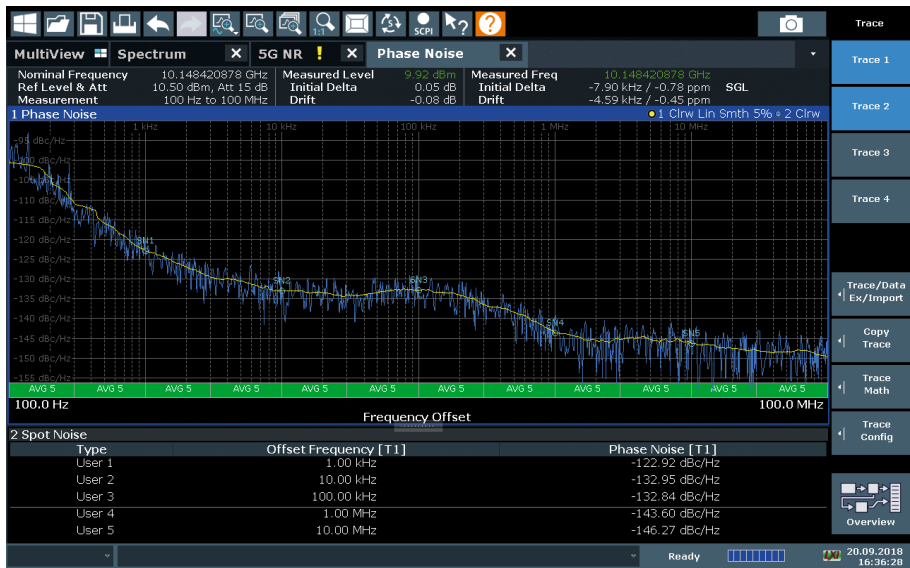 1:1
SCPI
?
?
Trace
MultiView Spectrum X 5G NR ! X Phase Noise X
Nominal Frequency 10.148420878 GHz Measured Level 9.92 dBm Measured Freq 10.148420878 GHz
Ref Level & Att 10.50 dBm, Att 15 dB Initial Delta 0.05 dB Initial Delta -7.90 kHz / -0.78 ppm SGL
Measurement 100 Hz to 100 MHz Drift -0.08 dB Drift -4.59 kHz / -0.45 ppm
1 Phase Noise 1 Clrw Lin Smth 5% 2 Clrw
1 kHz 10 kHz 100 kHz 1 MHz 10 MHz
-95 dBc/Hz
-100 dBc/Hz
-105 dBc/Hz
-110 dBc/Hz
-115 dBc/Hz
-120 dBc/Hz
-125 dBc/Hz
-130 dBc/Hz
-135 dBc/Hz
-140 dBc/Hz
-145 dBc/Hz
-150 dBc/Hz
-155 dBc/Hz
SN1
SN2
SN3
SN4
SN5
AVG 5 AVG 5 AVG 5 AVG 5 AVG 5 AVG 5 AVG 5 AVG 5 AVG 5 AVG 5 AVG 5 AVG 5
100.0 Hz 100.0 MHz
Frequency Offset
2 Spot Noise
Type Offset Frequency [T1] Phase Noise [T1]
User 1 1.00 kHz -122.92 dBc/Hz
User 2 10.00 kHz -132.95 dBc/Hz
User 3 100.00 kHz -132.84 dBc/Hz
User 4 1.00 MHz -143.60 dBc/Hz
User 5 10.00 MHz -146.27 dBc/Hz
Trace 1
Trace 2
Trace 3
Trace 4
Trace/Data
Ex/Import
Copy
Trace
Trace
Math
Trace
Config
Overview
Ready
20.09.2018
16:36:28